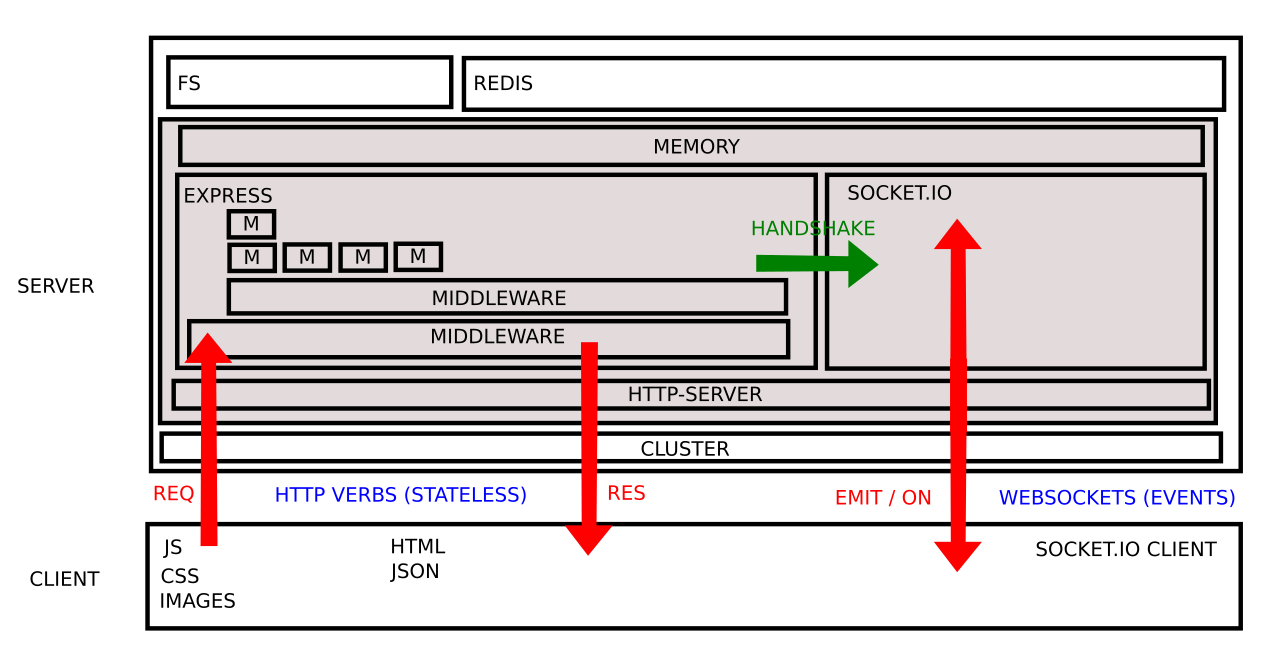 FS
REDIS
MEMORY
EXPRESS
SOCKET.IO
M
HANDSHAKE
M M M M
SERVER
MIDDLEWARE
MIDDLEWARE
HTTP-SERVER
CLUSTER
REQ
HTTP VERBS (STATELESS)
RES
EMIT / ON
WEBSOCKETS (EVENTS)
CLIENT
JS
CSS
IMAGES
HTML
JSON
SOCKET.IO CLIENT